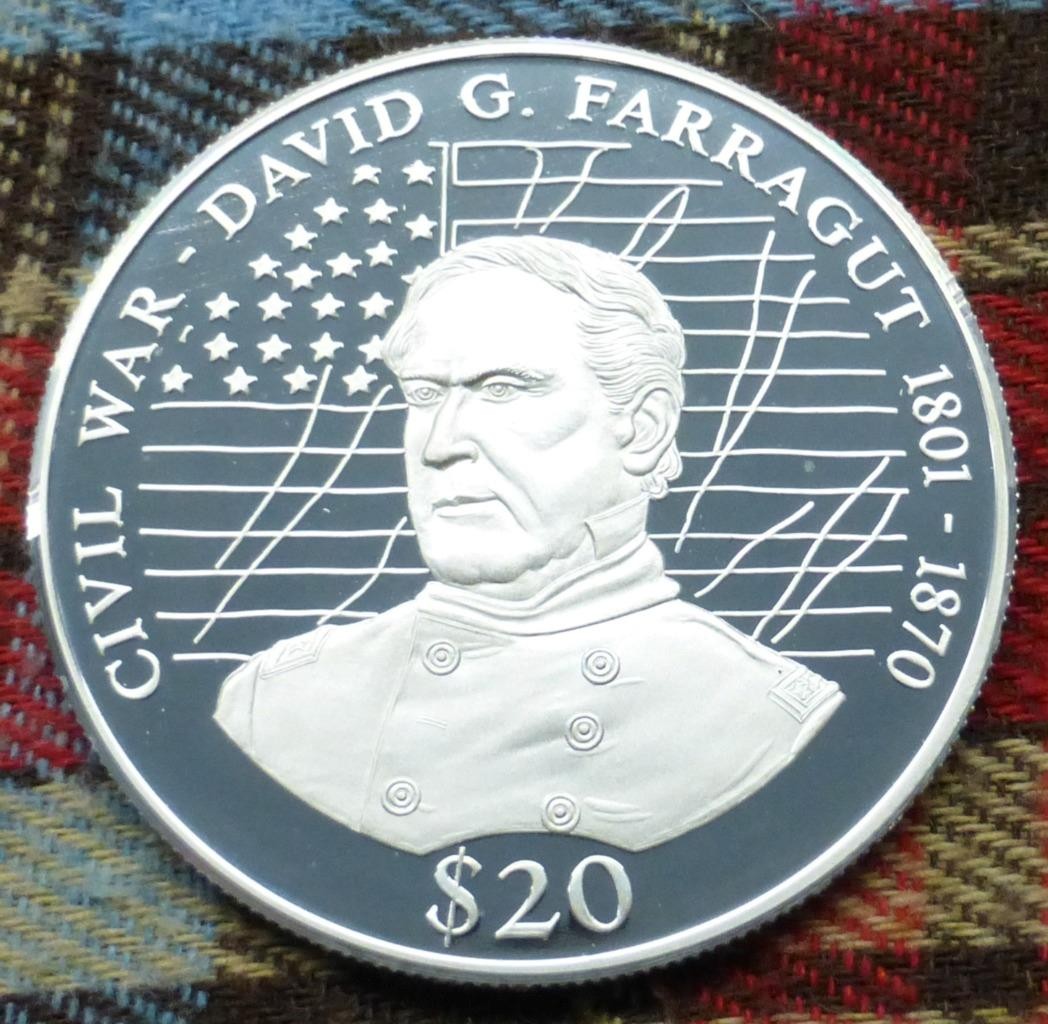 CIVIL WAR - DAVID G. FARRAGUT 1801 - 1870
$20